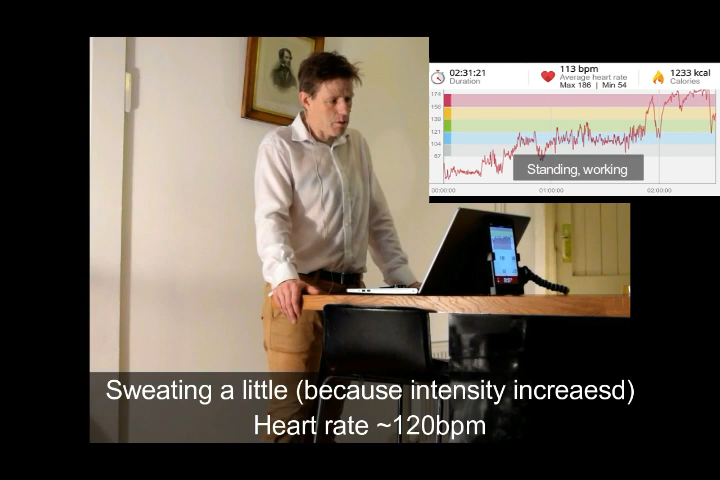 02:31:21
Duration
113 bpm
Average heart rate
Max 186 | Min 54
1233 kcal
Calories
174
156
138
121
104
87
Standing, working
00:00:00
01:00:00
02:00:00
Sweating a little (because intensity increaesd)
Heart rate ~120bpm